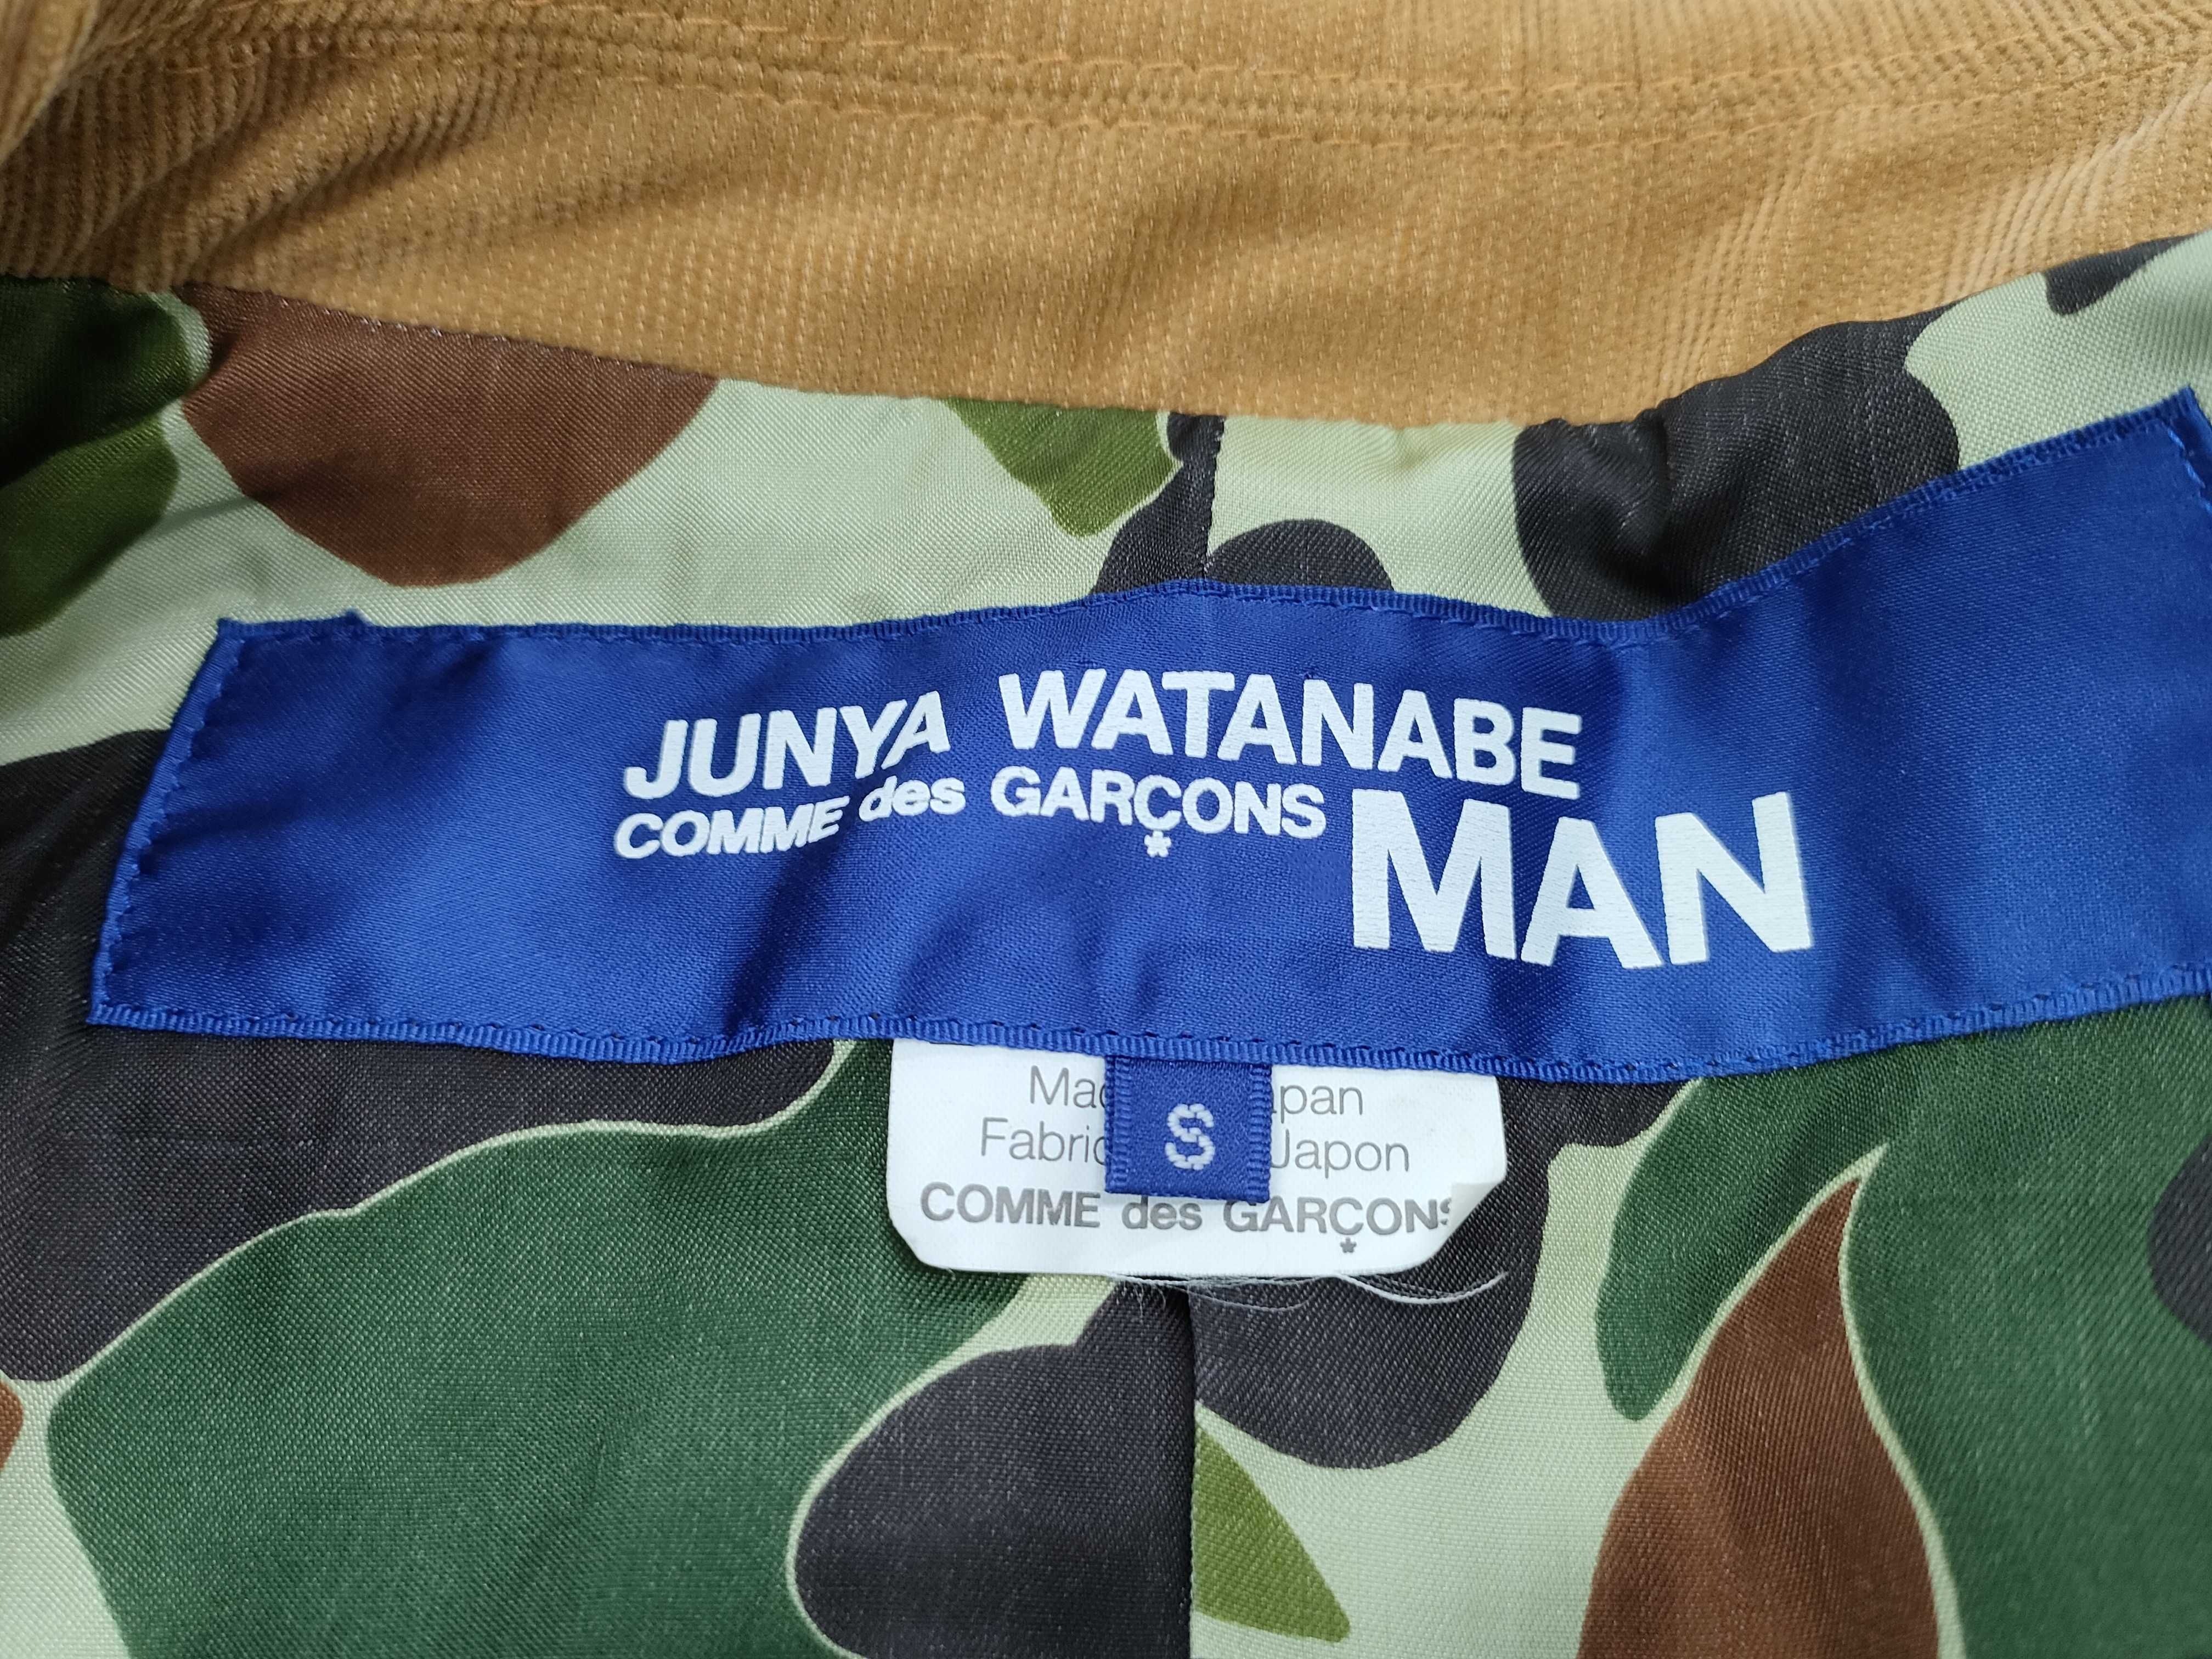 JUNYA WATANABE
COMME des GARÇONS MAN
S
COMME des GARÇONS